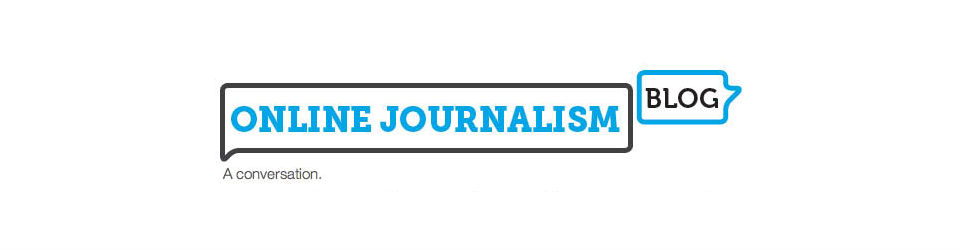 ONLINE JOURNALISM BLOG
A conversation.